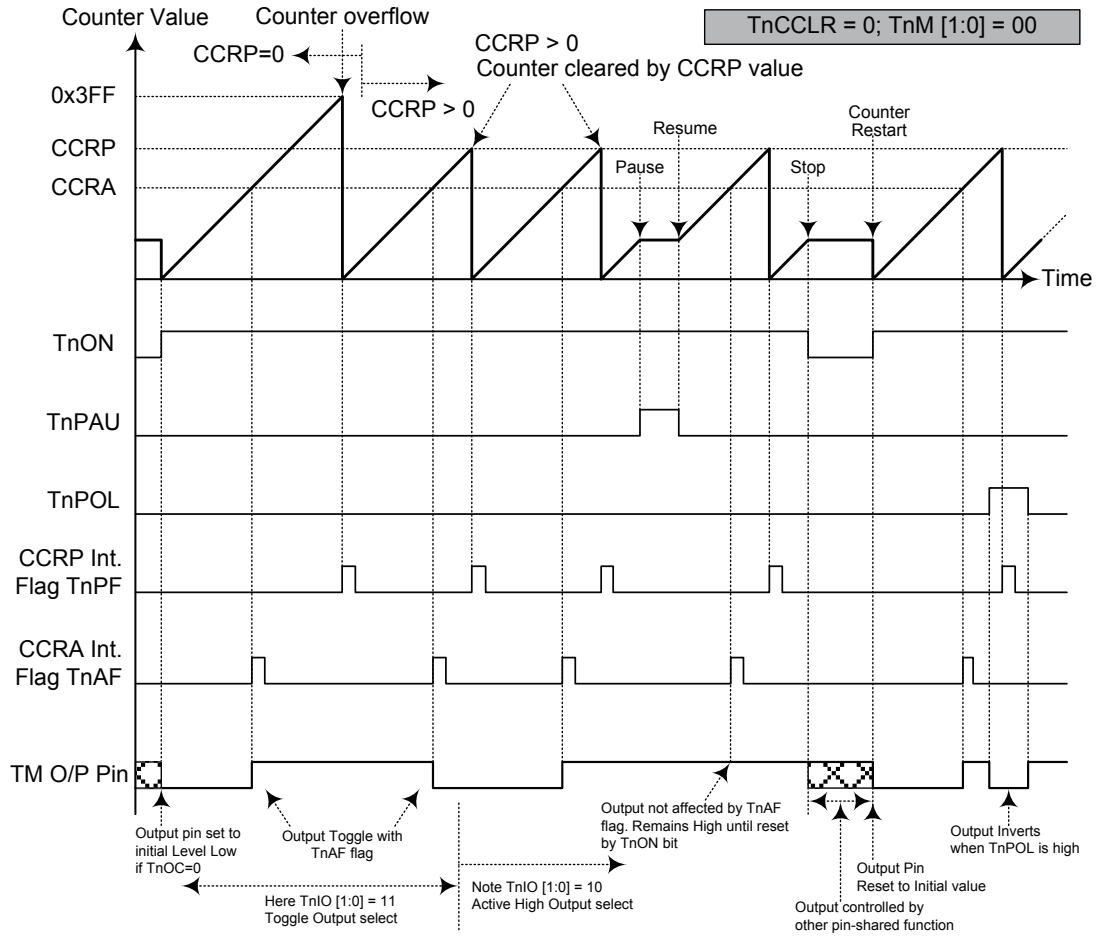 Counter Value
Counter overflow
TnCCLR = 0; TnM [1:0] = 00
CCRP=0
CCRP > 0
CCRP > 0
Counter cleared by CCRP value
0x3FF
CCRP
CCRA
Pause
Resume
Stop
Counter
Restart
Time
TnON
TnPAU
TnPOL
CCRP Int.
Flag TnPF
CCRA Int.
Flag TnAF
TM O/P Pin
Output pin set to
initial Level Low
if TnOC=0
Output Toggle with
TnAF flag
Output not affected by TnAF
flag. Remains High until reset
by TnON bit
Output Inverts
when TnPOL is high
Output Pin
Reset to Initial value
Here TnIO [1:0] = 11
Toggle Output select
Note TnIO [1:0] = 10
Active High Output select
Output controlled by
other pin-shared function